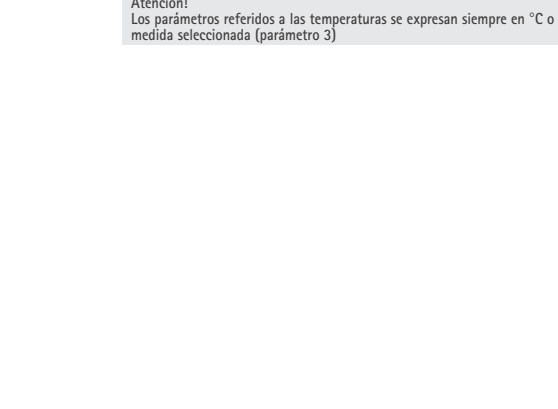 Atención!
Los parámetros referidos a las temperaturas se expresan siempre en °C o
medida seleccionada (parámetro 3)